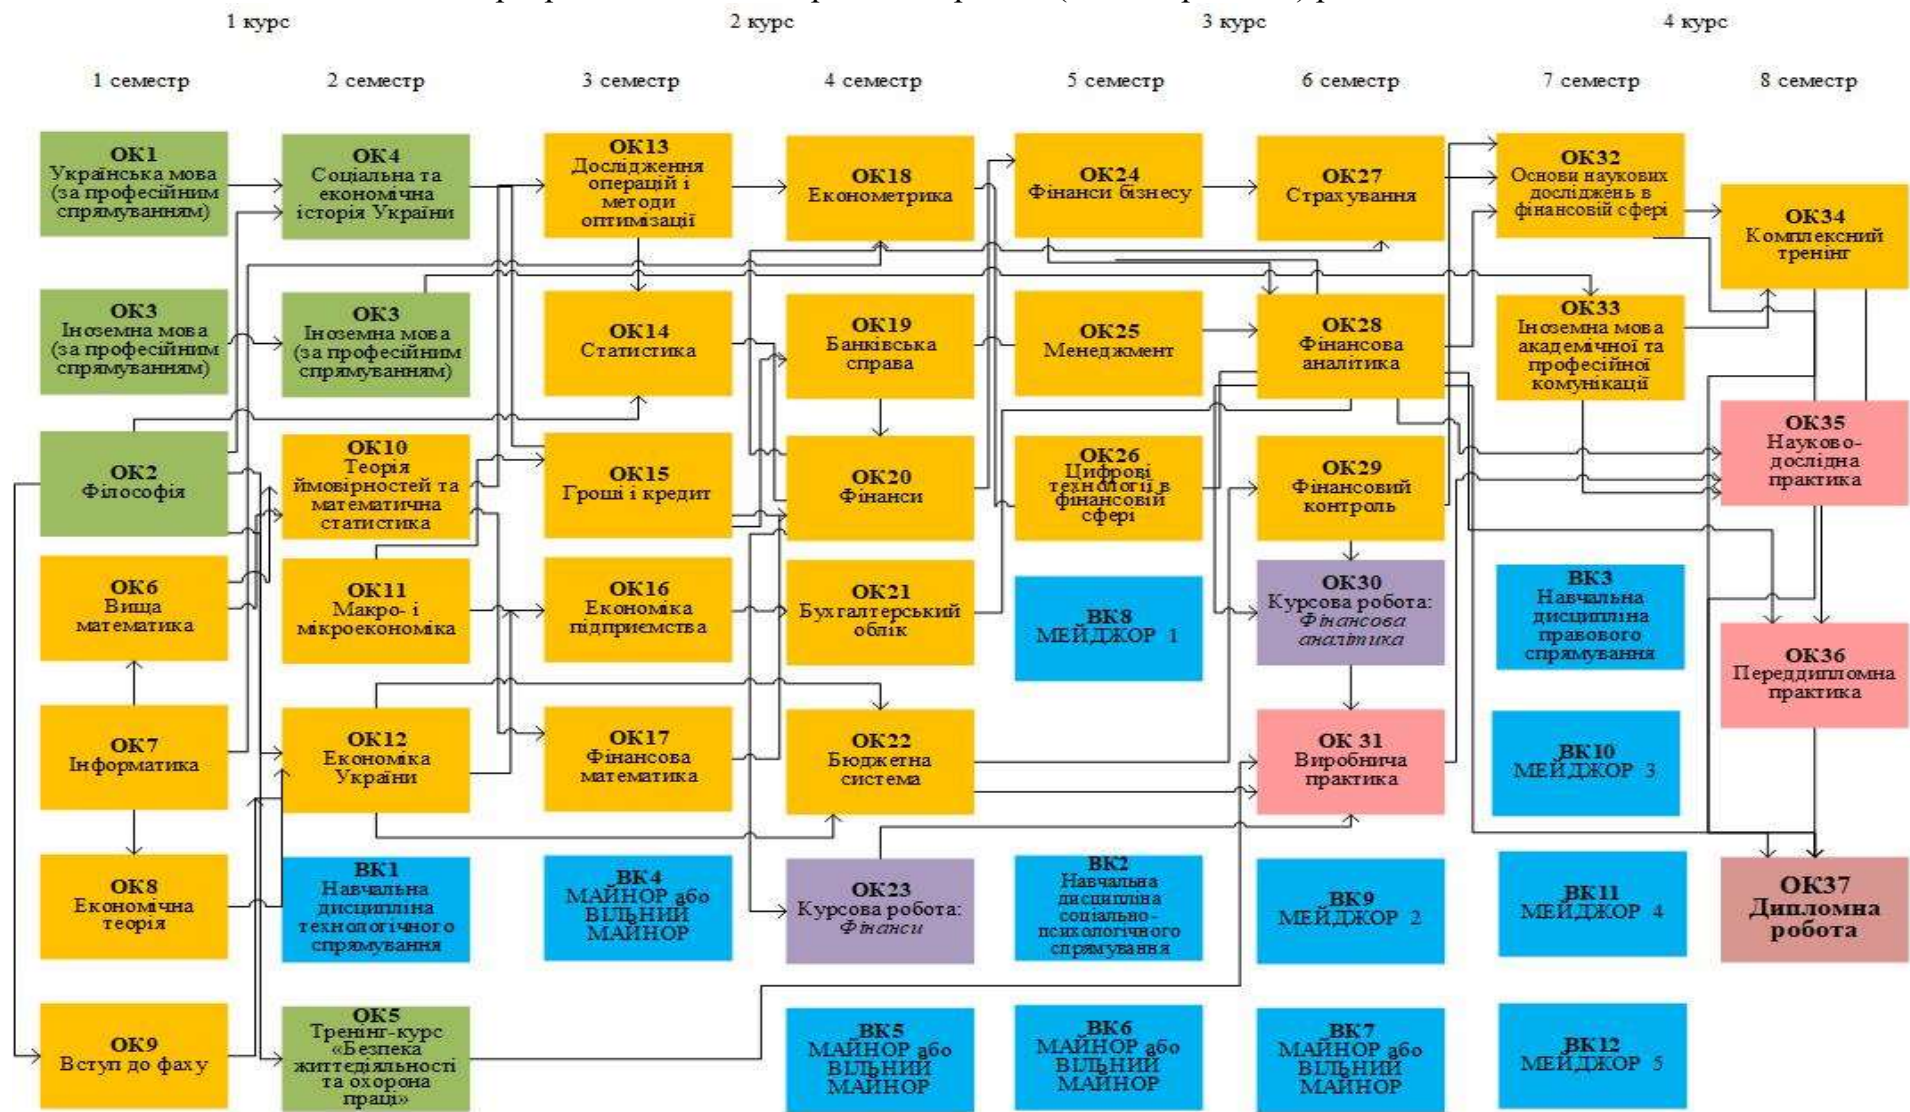 1 курс
2 курс
3 курс
4 курс
1 семестр
2 семестр
3 семестр
4 семестр
5 семестр
6 семестр
7 семестр
8 семестр
ОК1
Українська мова
(за професійним
спрямуванням)
ОК3
Іноземна мова
(за професійним
спрямуванням)
ОК2
Філософія
ОК6
Вища
математика
ОК7
Інформатика
ОК8
Економічна
теорія
ОК9
Вступ до фаху
ОК4
Соціальна та
економічна
історія України
ОК3
Іноземна мова
(за професійним
спрямуванням)
ОК10
Теорія
ймовірностей та
математична
статистика
ОК11
Макро- і
мікроекономіка
ОК12
Економіка
України
ВК1
Навчальна
дисципліна
технологічного
спрямування
ОК5
Тренінг-курс
«Безпека
життєдіяльності
та охорона
праці»
ОК13
Дослідження
операцій і
методи
оптимізації
ОК14
Статистика
ОК15
Гроші і кредит
ОК16
Економіка
підприємства
ОК17
Фінансова
математика
ВК4
МАЙНОР або
ВІЛЬНИЙ
МАЙНОР
ОК18
Економетрика
ОК19
Банківська
справа
ОК20
Фінанси
ОК21
Бухгалтерський
облік
ОК22
Бюджетна
система
ОК23
Курсова робота:
Фінанси
ВК5
МАЙНОР або
ВІЛЬНИЙ
МАЙНОР
ОК24
Фінанси бізнесу
ОК25
Менеджмент
ОК26
Цифрові
технології в
фінансовій
сфері
ВК8
МЕЙДЖОР 1
ВК2
Навчальна
дисципліна
соціально-
психологічного
спрямування
ВК6
МАЙНОР або
ВІЛЬНИЙ
МАЙНОР
ОК27
Страхування
ОК28
Фінансова
аналітика
ОК29
Фінансовий
контроль
ОК30
Курсова робота:
Фінансова
аналітика
ОК 31
Виробнича
практика
ВК9
МЕЙДЖОР 2
ВК7
МАЙНОР або
ВІЛЬНИЙ
МАЙНОР
ОК32
Основи наукових
досліджень в
фінансовій сфері
ОК33
Іноземна мова
академічної та
професійної
комунікації
ВК3
Навчальна
дисципліна
правового
спрямування
ВК10
МЕЙДЖОР 3
ВК11
МЕЙДЖОР 4
ВК12
МЕЙДЖОР 5
ОК34
Комплексний
тренінг
ОК35
Науково-
дослідна
практика
ОК36
Переддипломна
практика
ОК37
Дипломна
робота